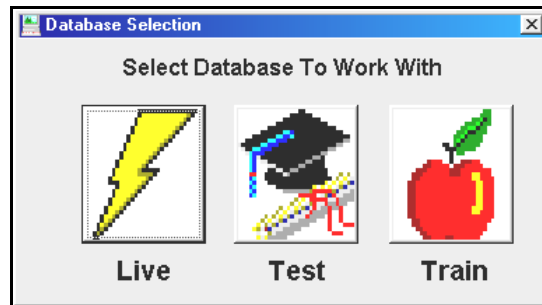 Database Selection
Select Database To Work With
Live Test Train